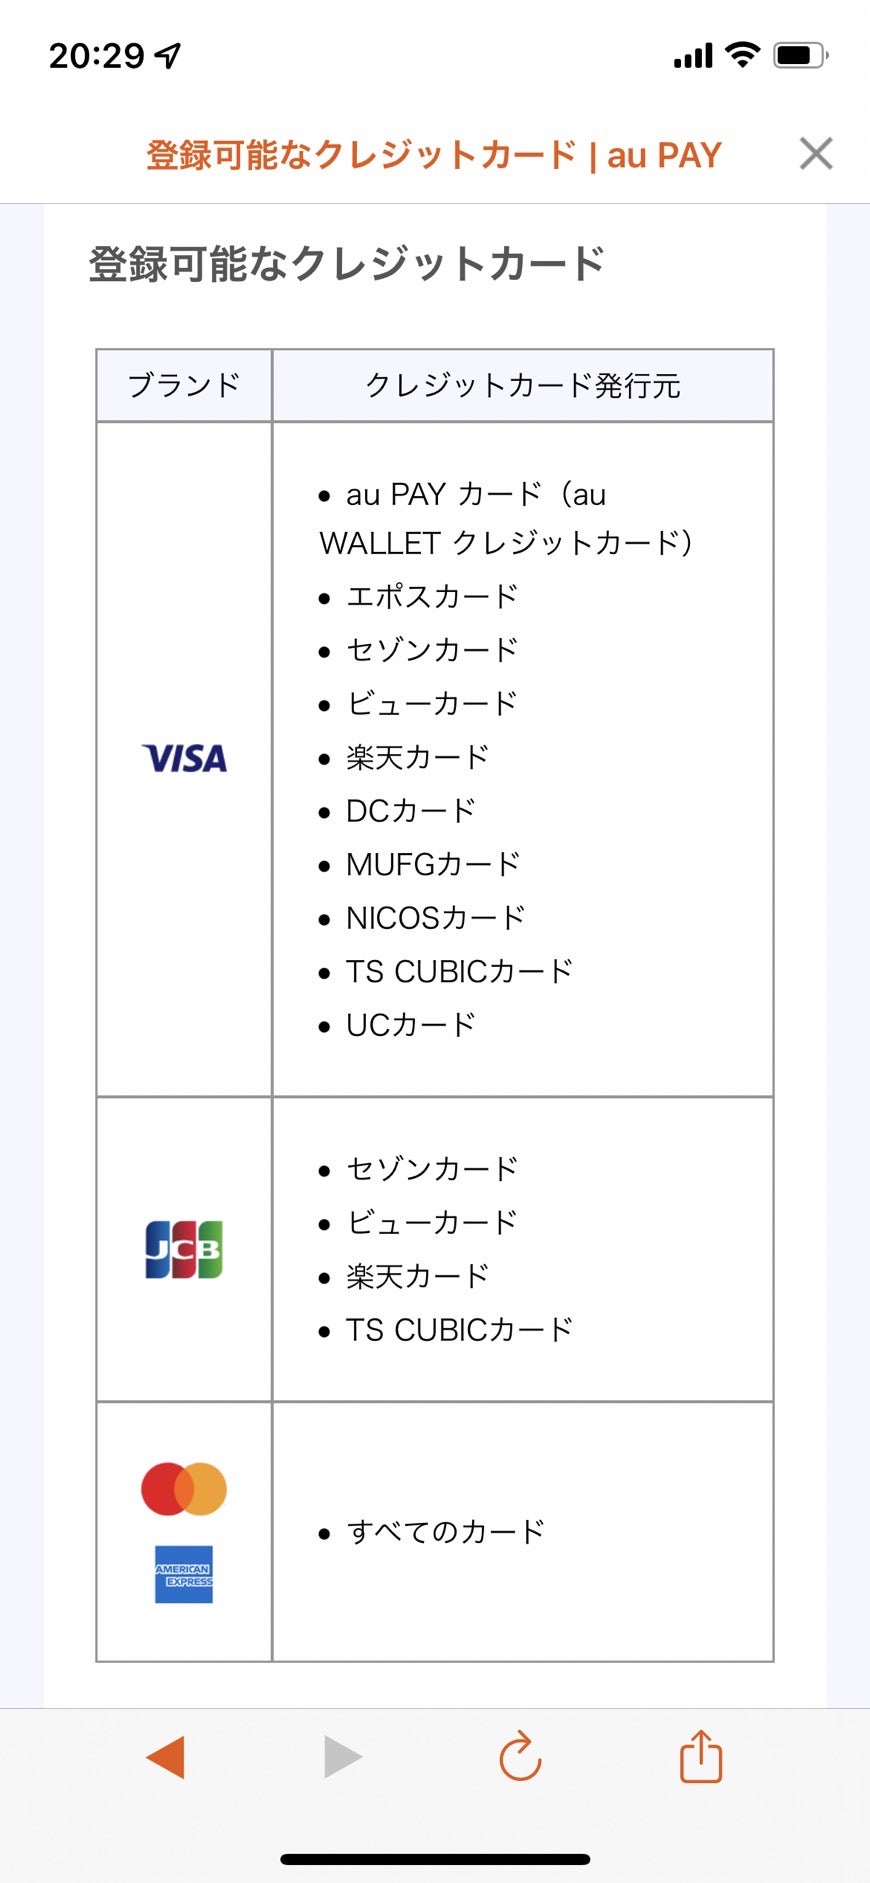 20:29
登録可能なクレジットカード | au PAY
登録可能なクレジットカード
ブランド
クレジットカード発行元
VISA
• au PAY カード（au
WALLET クレジットカード）
• エポスカード
• セゾンカード
• ビューカード
• 楽天カード
• DCカード
• MUFGカード
• NICOSカード
• TS CUBICカード
• UCカード
JCB
• セゾンカード
• ビューカード
• 楽天カード
• TS CUBICカード
AMERICAN
EXPRESS
• すべてのカード